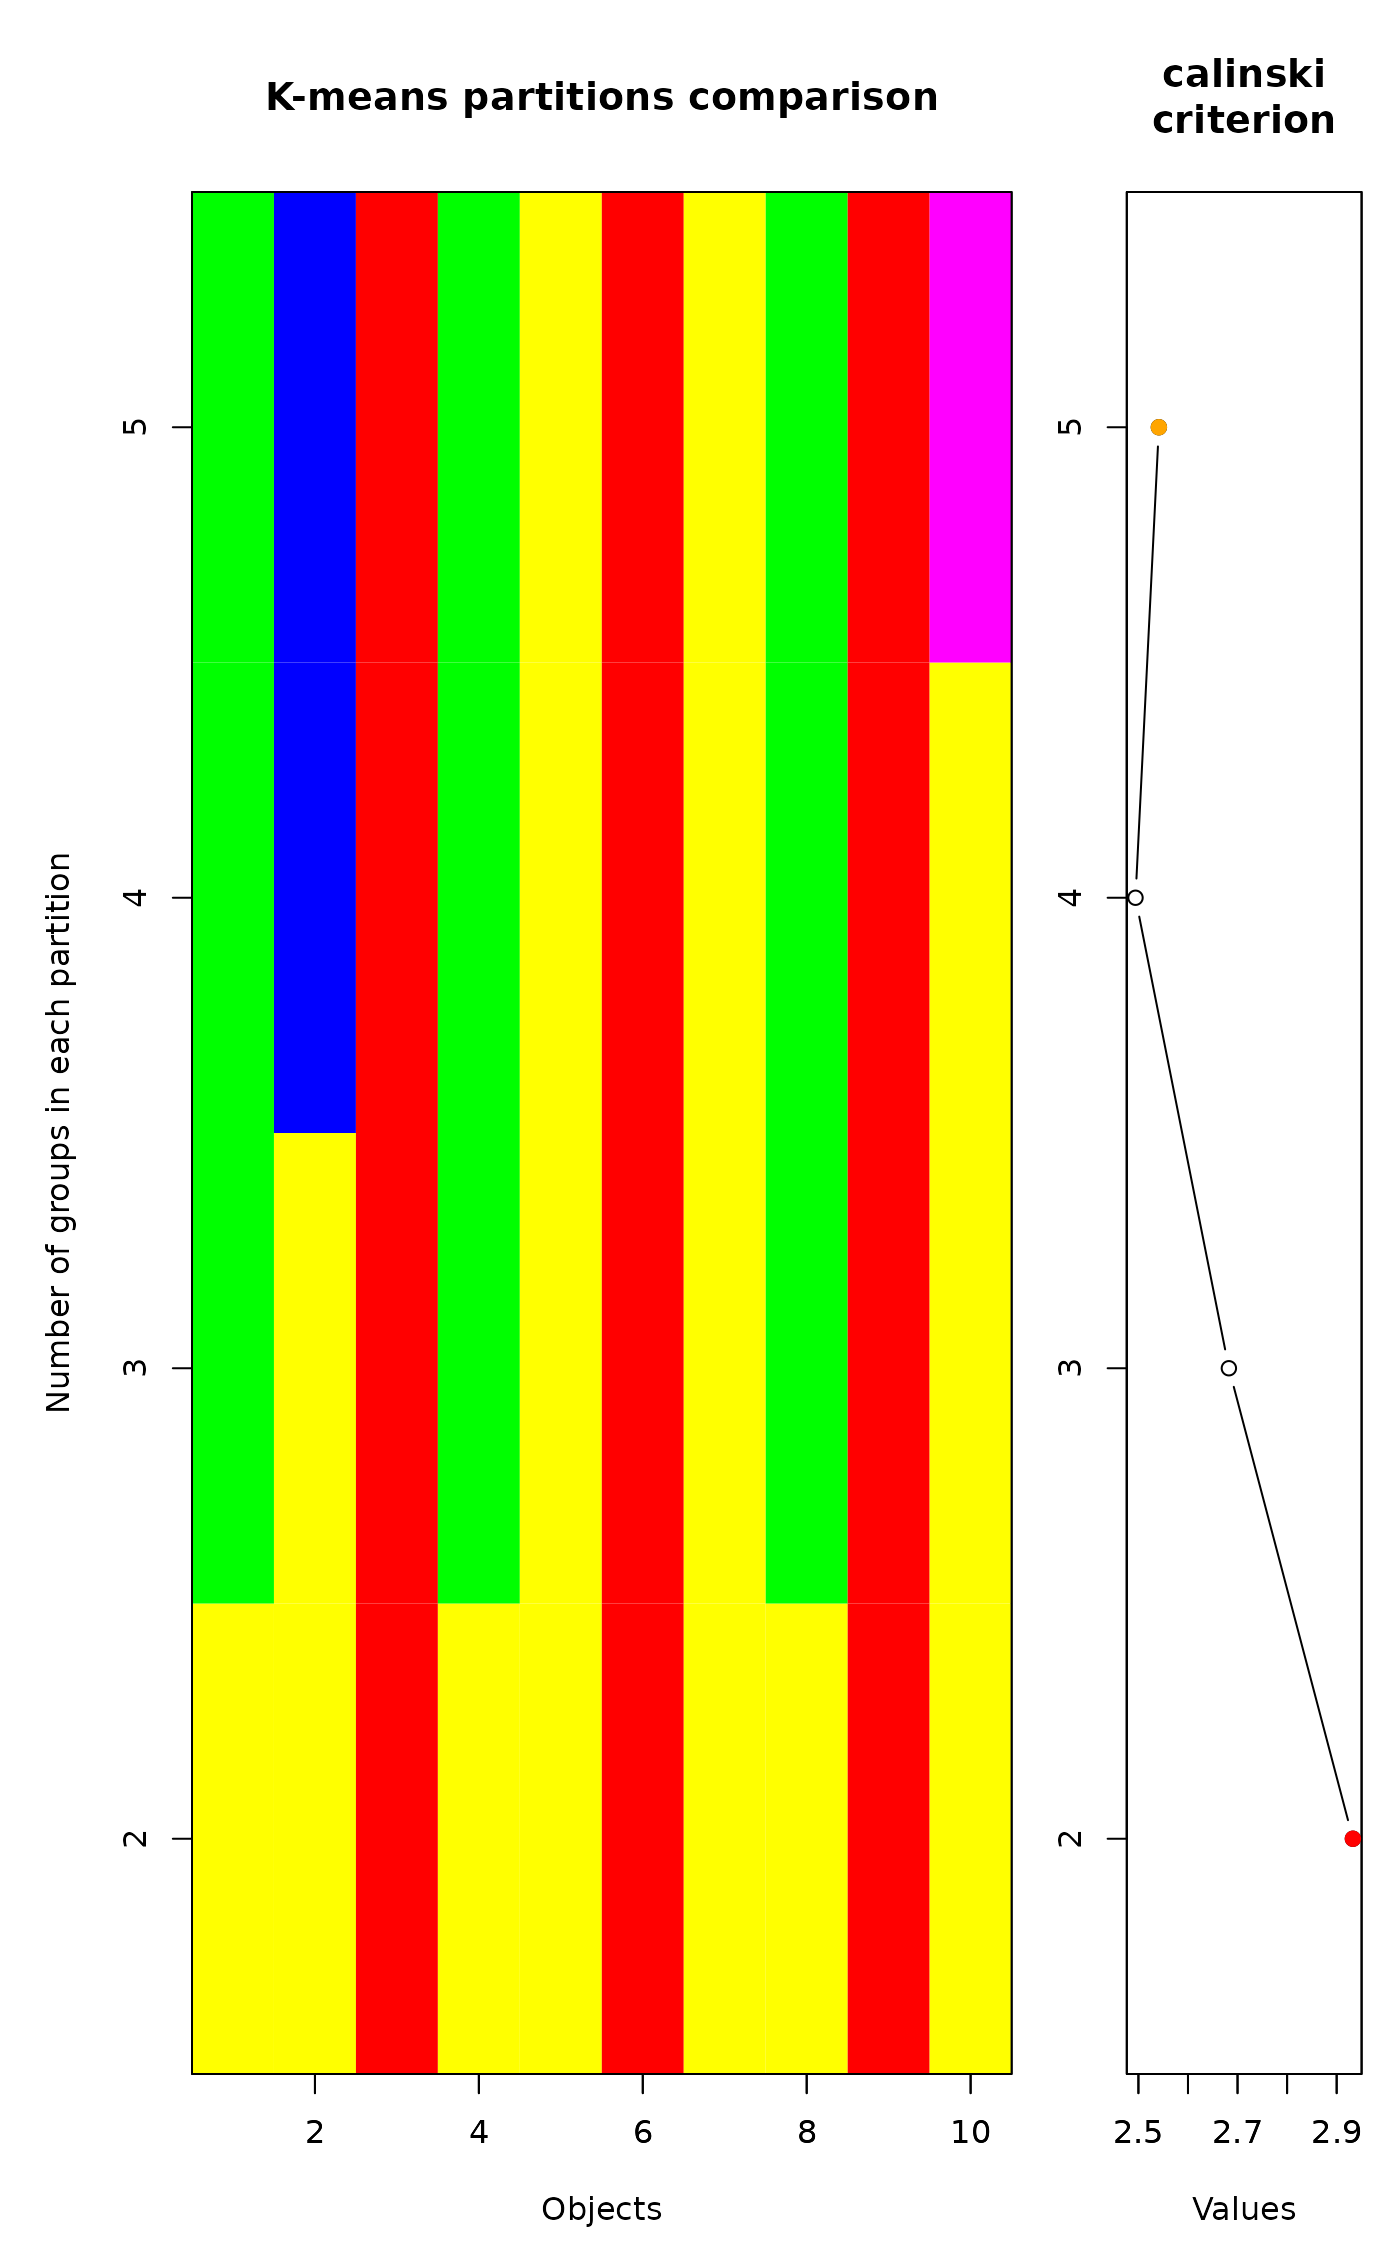 K-means partitions comparison
calinski
criterion
Number of groups in each partition
5
4
3
2
2 4 6 8 10
Objects
5
4
3
2
2.5 2.7 2.9
Values